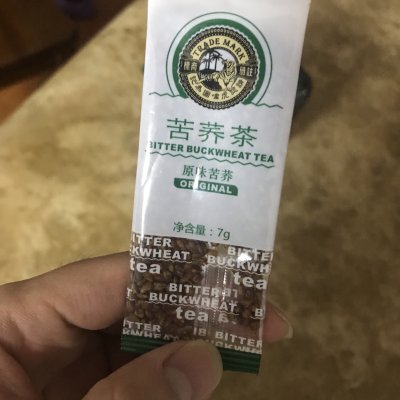 TRADE MARK
苦荞茶
BITTER BUCKWHEAT TEA
原味苦荞
ORIGINAL
净含量：7g
BITTER
BITTER
BUCKWHEAT
tea
BITTER
BUCKWHEAT
tea
BITTER
BUCKWHEAT